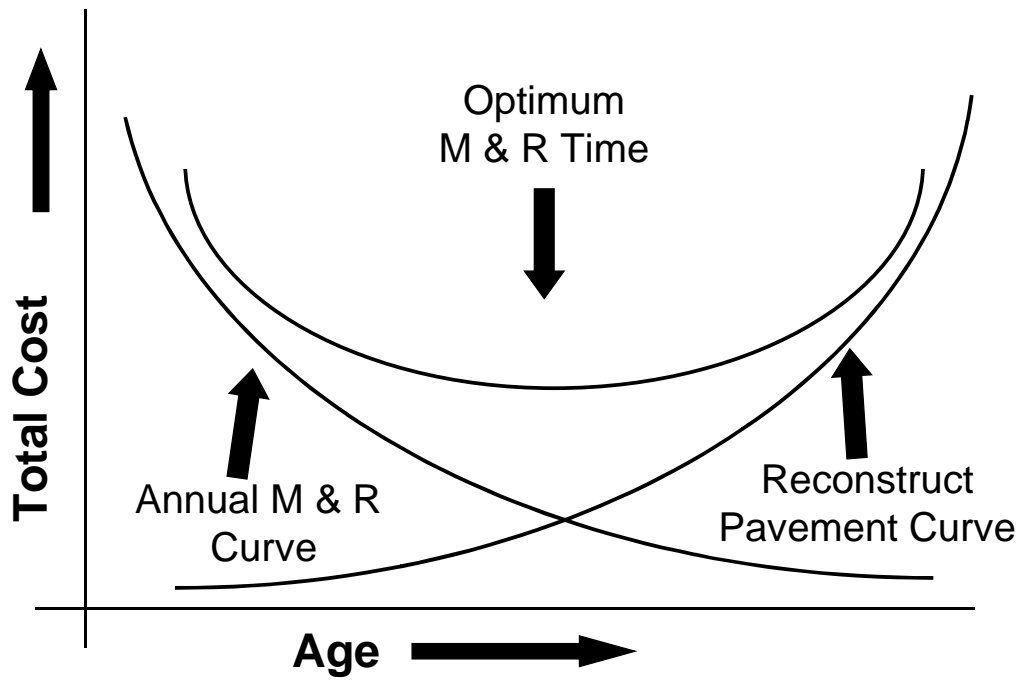 Optimum
M & R Time
Total Cost
Annual M & R
Curve
Reconstruct
Pavement Curve
Age